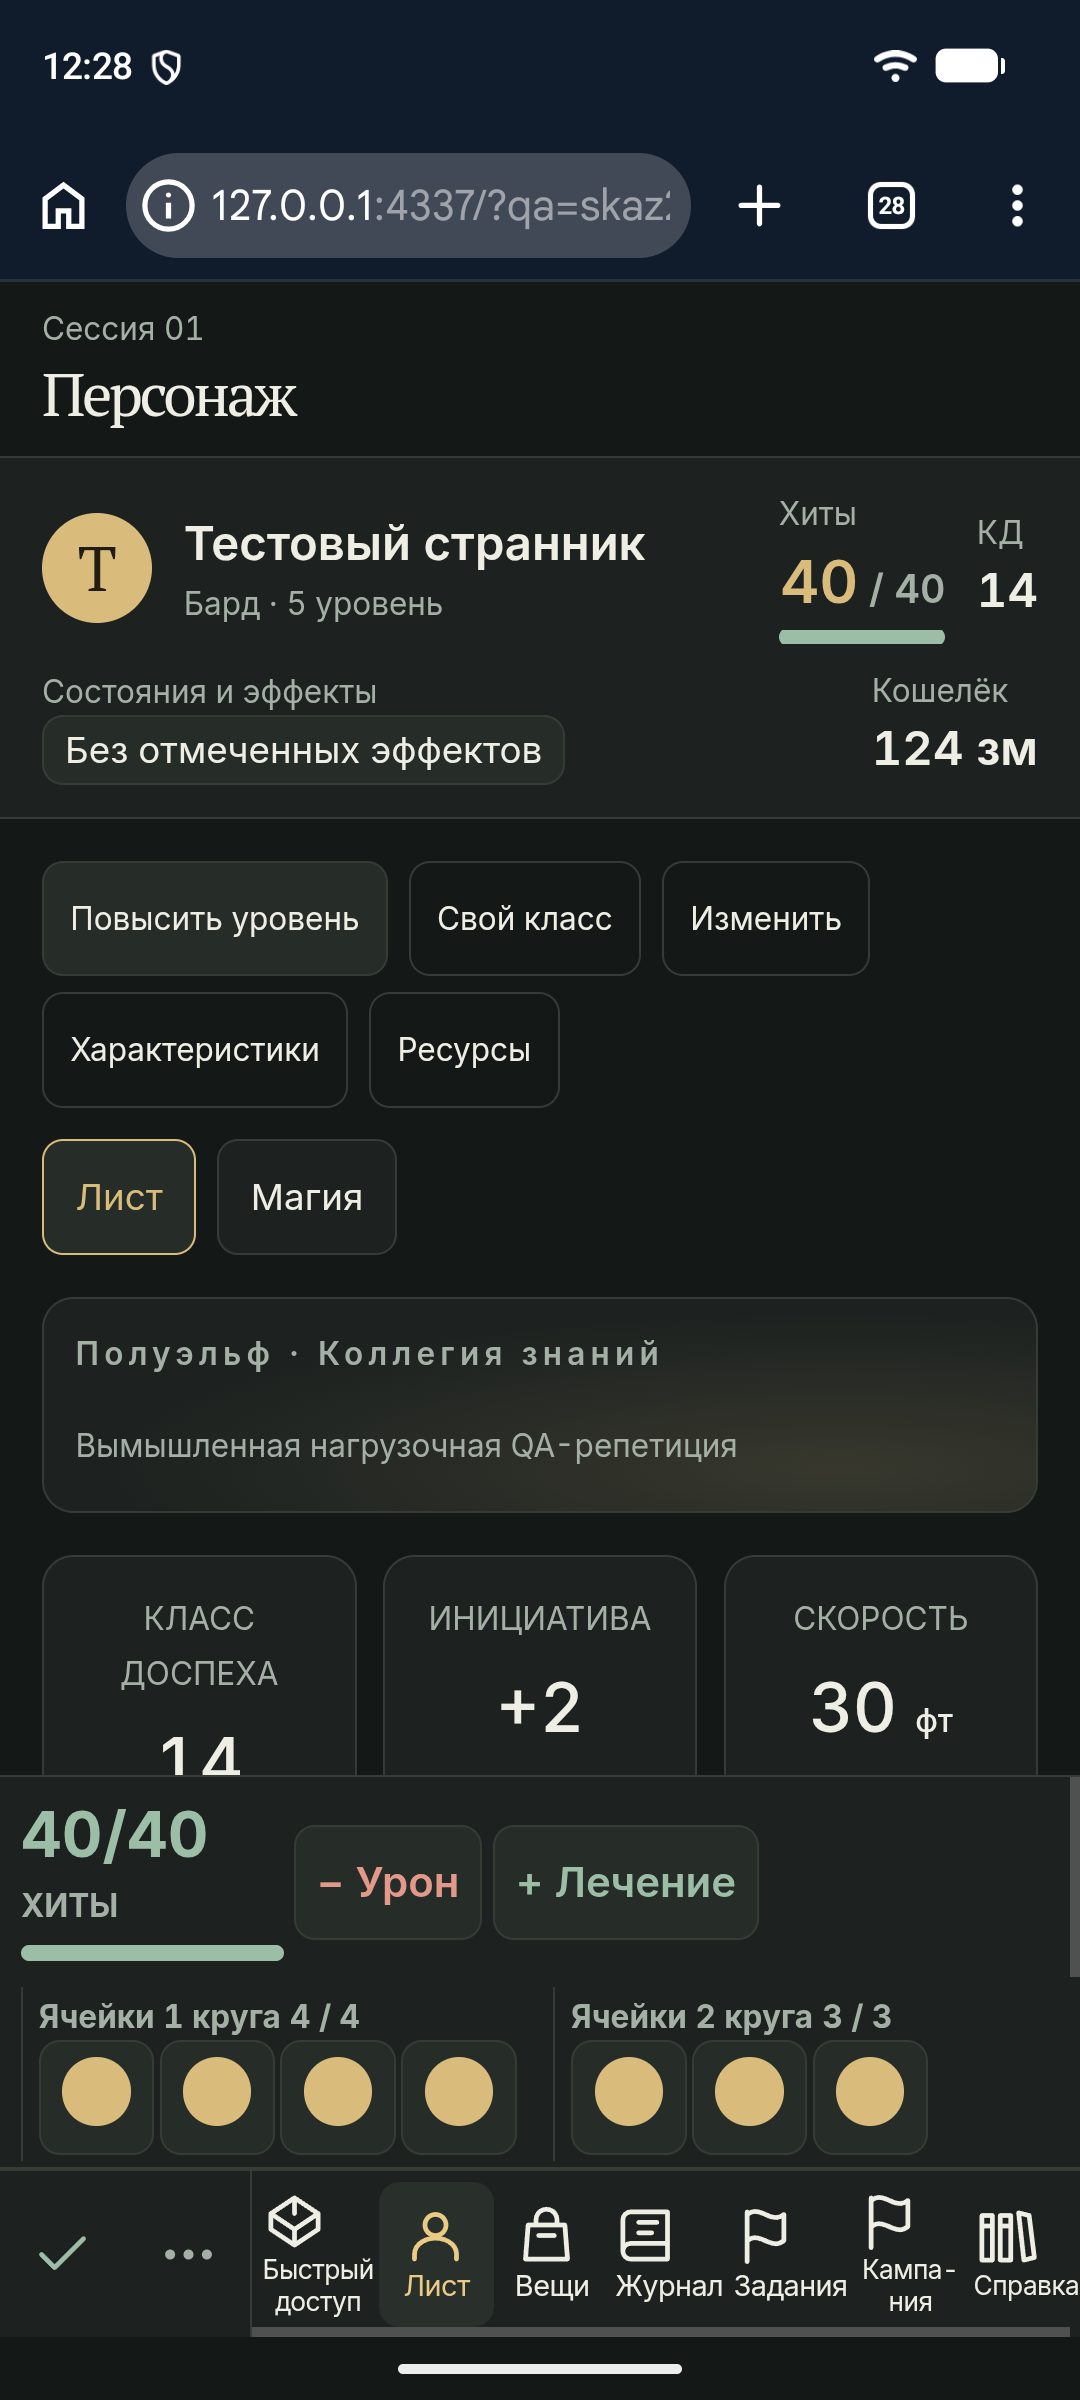 12:28
127.0.0.1:4337/?qa=skaz
28
Сессия 01
Персонаж
Т
Тестовый странник
Бард · 5 уровень
Хиты
40 / 40
КД
14
Состояния и эффекты
Без отмеченных эффектов
Кошелёк
124 зм
Повысить уровень
Свой класс
Изменить
Характеристики
Ресурсы
Лист
Магия
Полуэльф · Коллегия знаний
Вымышленная нагрузочная QA-репетиция
КЛАСС
ДОСПЕХА
14
ИНИЦИАТИВА
+2
СКОРОСТЬ
30 фт
40/40
ХИТЫ
− Урон
+ Лечение
Ячейки 1 круга 4 / 4
Ячейки 2 круга 3 / 3
Быстрый
доступ
Лист
Вещи
Журнал
Задания
Кампа-
ния
Справка